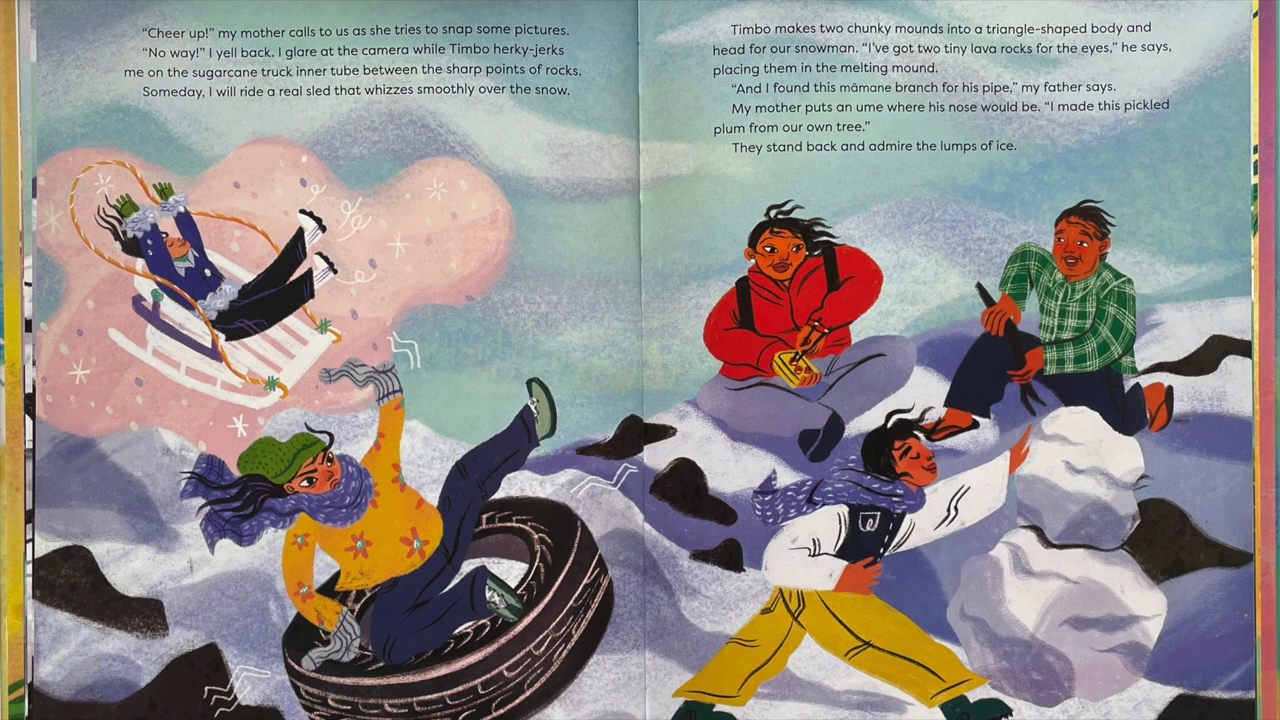 “Cheer up!” my mother calls to us as she tries to snap some pictures.
“No way!” I yell back. I glare at the camera while Timbo herky-jerks
me on the sugarcane truck inner tube between the sharp points of rocks.
Someday, I will ride a real sled that whizzes smoothly over the snow.
Timbo makes two chunky mounds into a triangle-shaped body and
head for our snowman. “I’ve got two tiny lava rocks for the eyes,” he says,
placing them in the melting mound.
“And I found this māmane branch for his pipe,” my father says.
My mother puts an ume where his nose would be. “I made this pickled
plum from our own tree.”
They stand back and admire the lumps of ice.